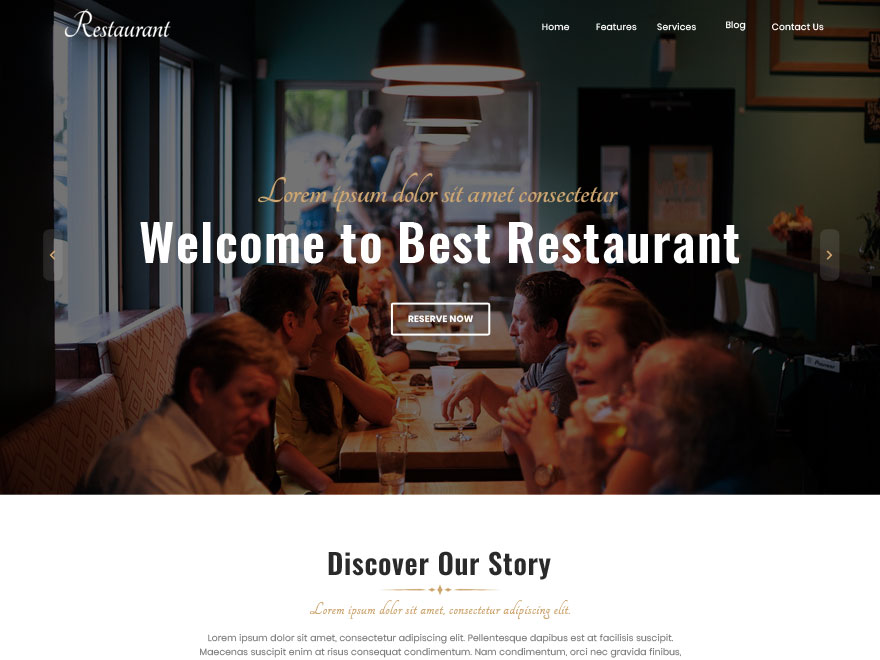 Restaurant
Home Features Services Blog Contact Us
Lorem ipsum dolor sit amet consectetur
Welcome to Best Restaurant
RESERVE NOW
Pioneer
Discover Our Story
Lorem ipsum dolor sit amet, consectetur adipiscing elit.
Lorem ipsum dolor sit amet, consectetur adipiscing elit. Pellentesque dapibus est at facilisis suscipit.
Maecenas suscipit enim at risus consequat condimentum. Nam condimentum, orci nec gravida finibus,